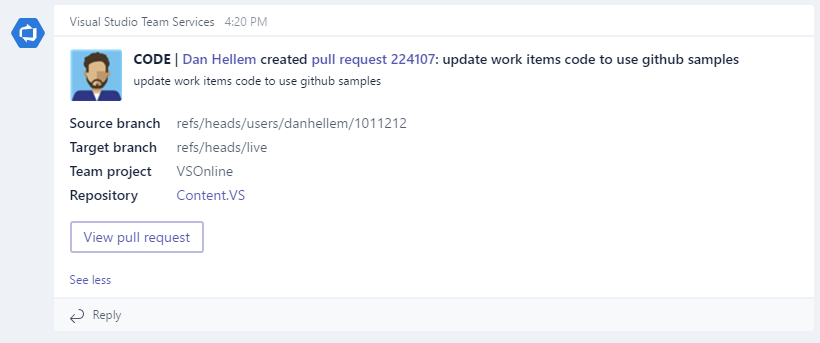 Visual Studio Team Services 4:20 PM
CODE | Dan Hellem created pull request 224107: update work items code to use github samples
update work items code to use github samples
Source branch refs/heads/users/danhellem/1011212
Target branch refs/heads/live
Team project VSOnline
Repository Content.VS
View pull request
See less
Reply